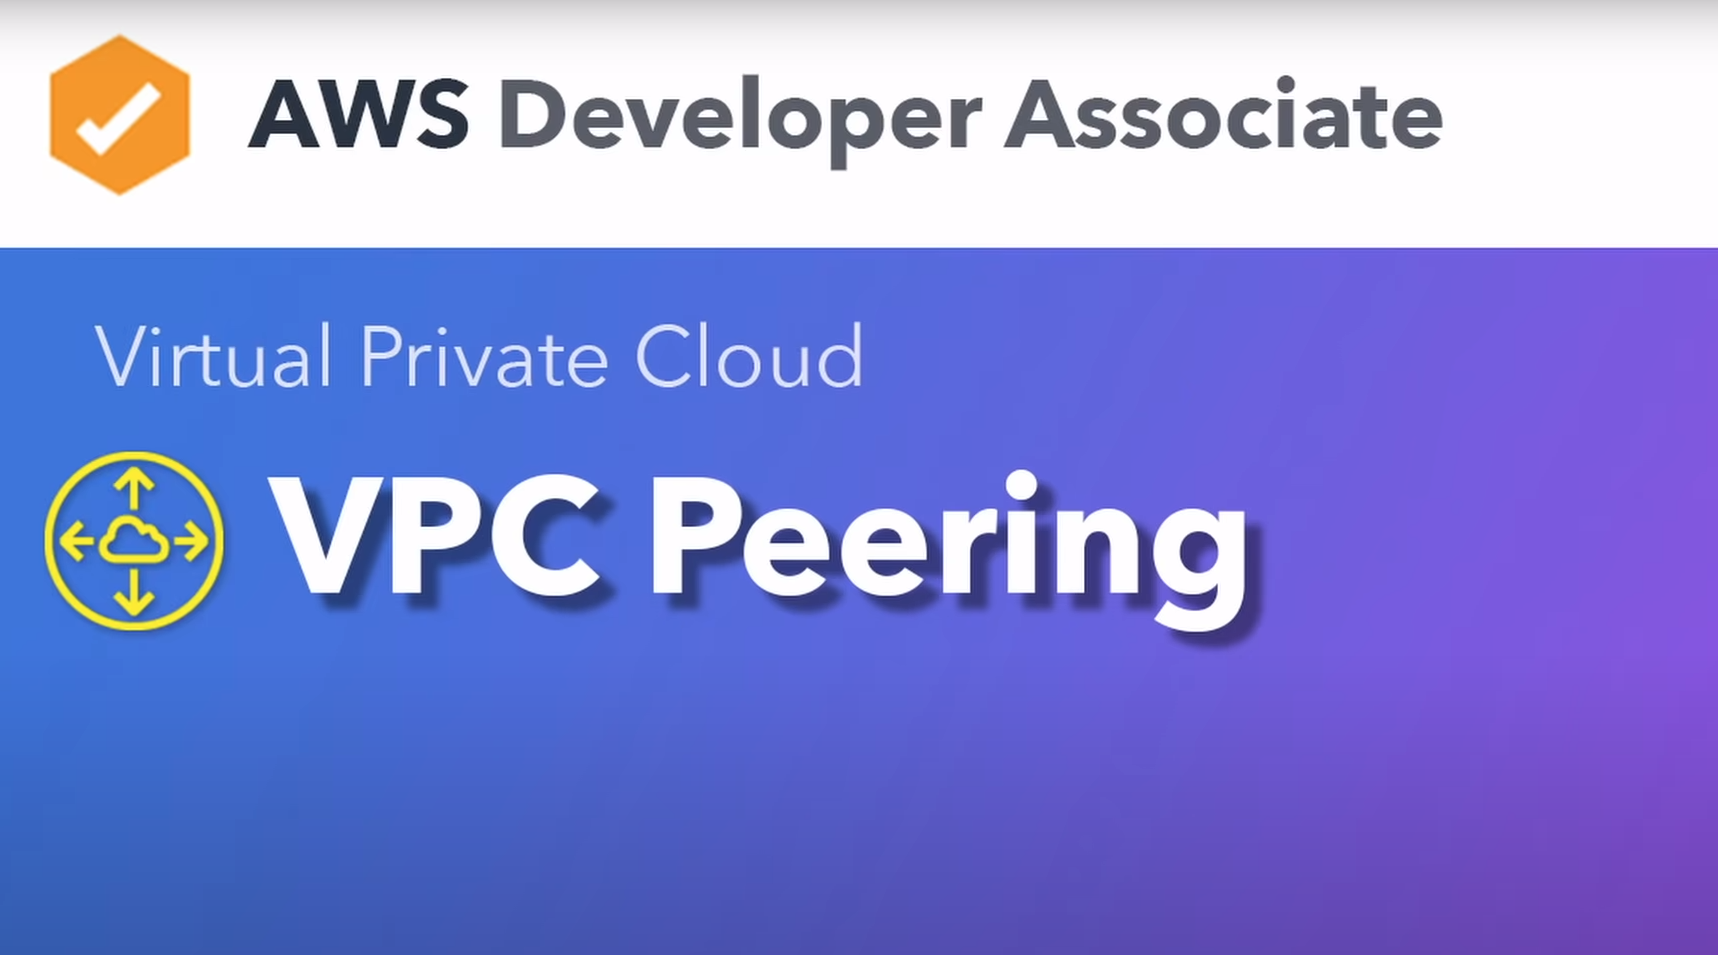 AWS Developer Associate
Virtual Private Cloud
VPC Peering